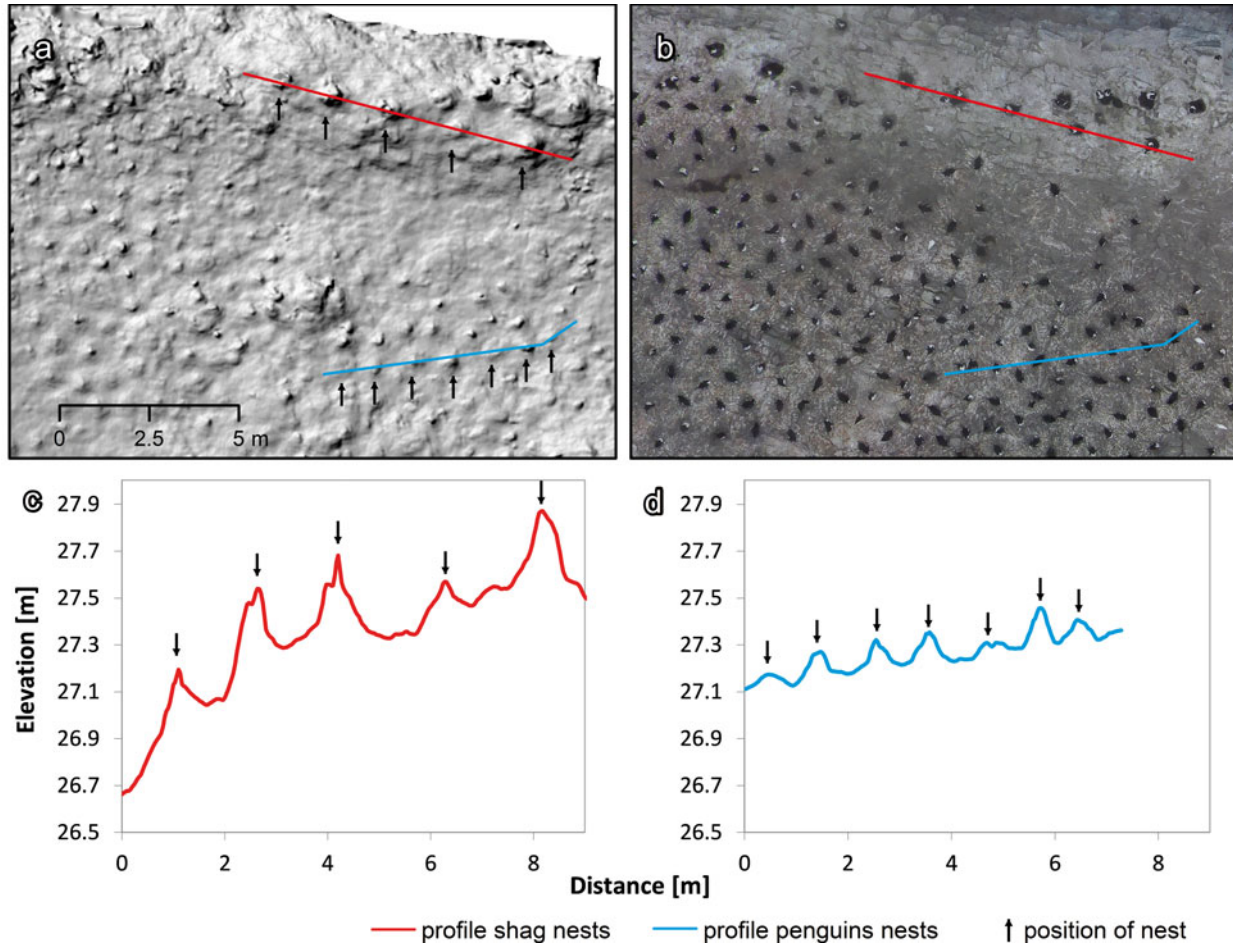 a
b
0 2.5 5 m
c
d
27.9
27.7
27.5
27.3
27.1
26.9
26.7
26.5
0 2 4 6 8
27.9
27.7
27.5
27.3
27.1
26.9
26.7
26.5
0 2 4 6 8
Elevation [m]
Distance [m]
profile shag nests profile penguins nests position of nest